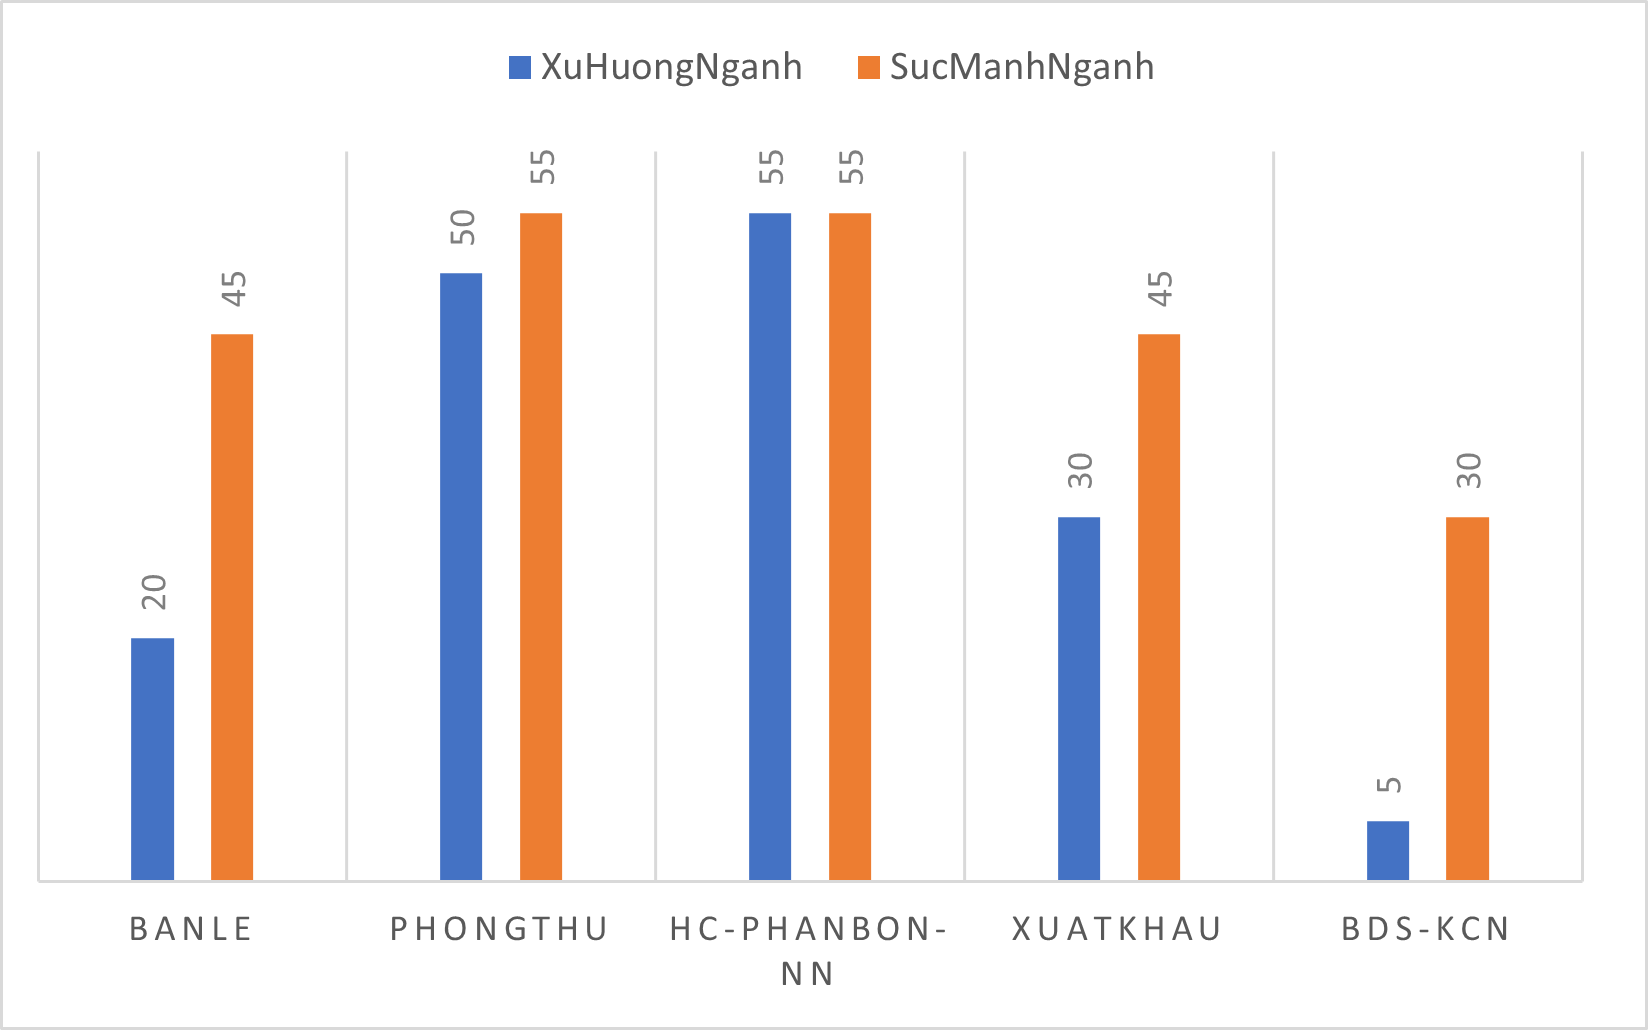 XuHuongNganh SucManhNganh
20 45 50 55 55 55 30 45 5 30
BANLE PHONGTHU HC-PHANBON- XUATKHAU BDS-KCN
NN